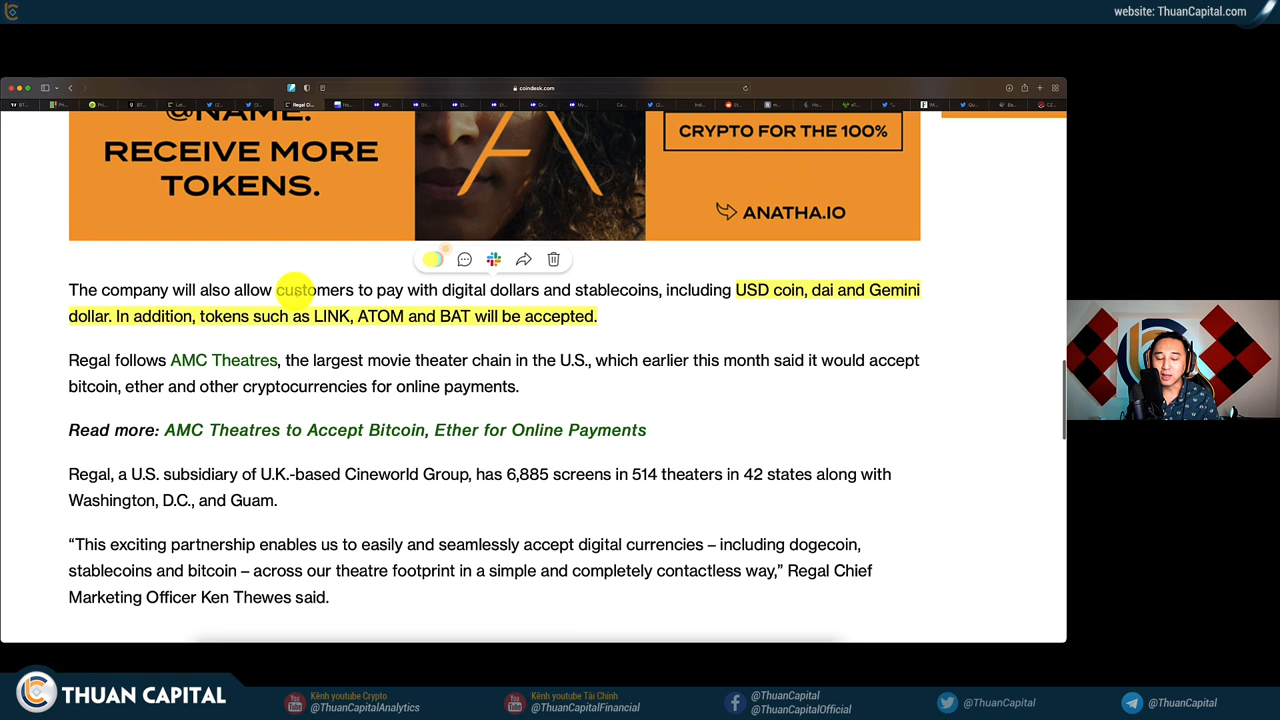 website: ThuanCapital.com
coindesk.com
Regal Ci...
@NAME.
RECEIVE MORE
TOKENS.
CRYPTO FOR THE 100%
ANATHA.IO
The company will also allow customers to pay with digital dollars and stablecoins, including USD coin, dai and Gemini
dollar. In addition, tokens such as LINK, ATOM and BAT will be accepted.
Regal follows AMC Theatres, the largest movie theater chain in the U.S., which earlier this month said it would accept
bitcoin, ether and other cryptocurrencies for online payments.
Read more: AMC Theatres to Accept Bitcoin, Ether for Online Payments
Regal, a U.S. subsidiary of U.K.-based Cineworld Group, has 6,885 screens in 514 theaters in 42 states along with
Washington, D.C., and Guam.
“This exciting partnership enables us to easily and seamlessly accept digital currencies – including dogecoin,
stablecoins and bitcoin – across our theatre footprint in a simple and completely contactless way,” Regal Chief
Marketing Officer Ken Thewes said.
THUAN CAPITAL
Kênh youtube Crypto
@ThuanCapitalAnalytics
Kênh youtube Tài Chính
@ThuanCapitalFinancial
@ThuanCapital
@ThuanCapitalOfficial
@ThuanCapital
@ThuanCapital